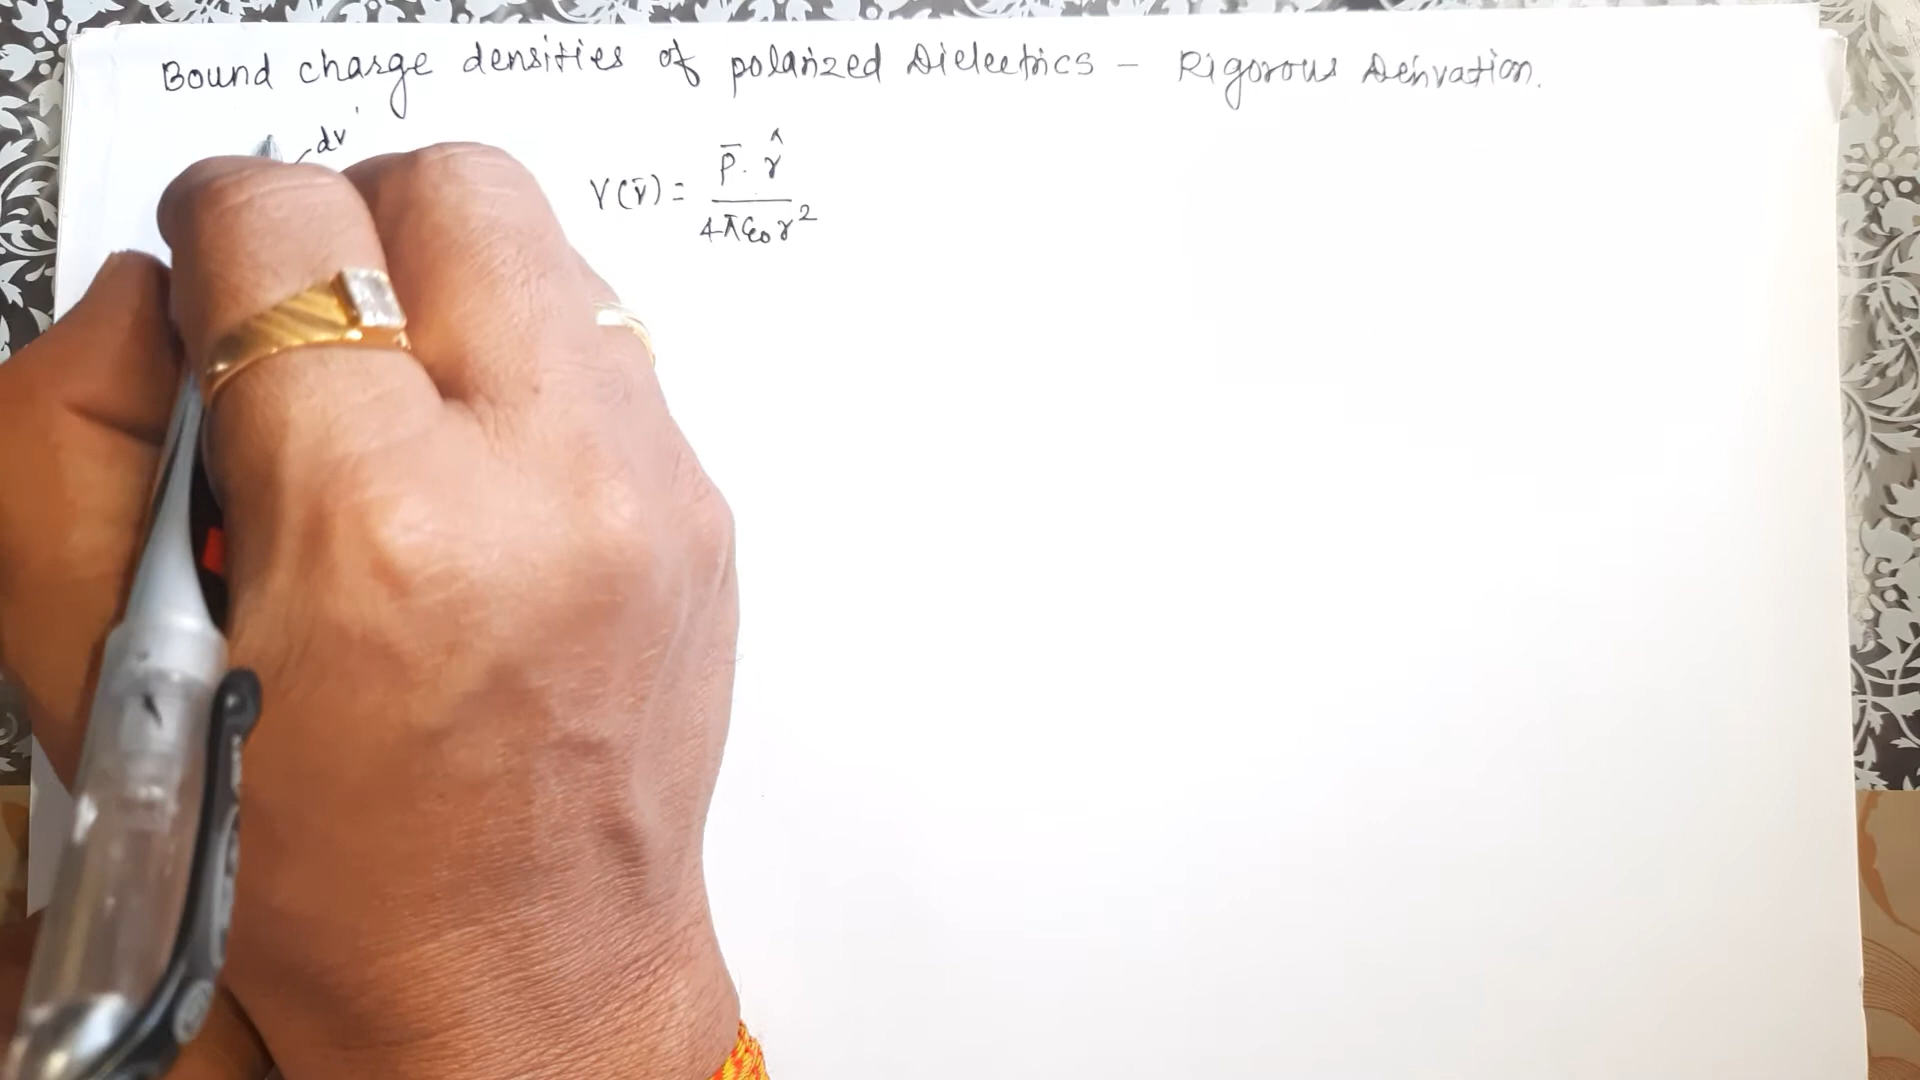 Bound charge densities of polarized Dielectrics - Rigorous Derivation.
dv'
V(r̄) = p̄ . r̂ / 4πε₀r²